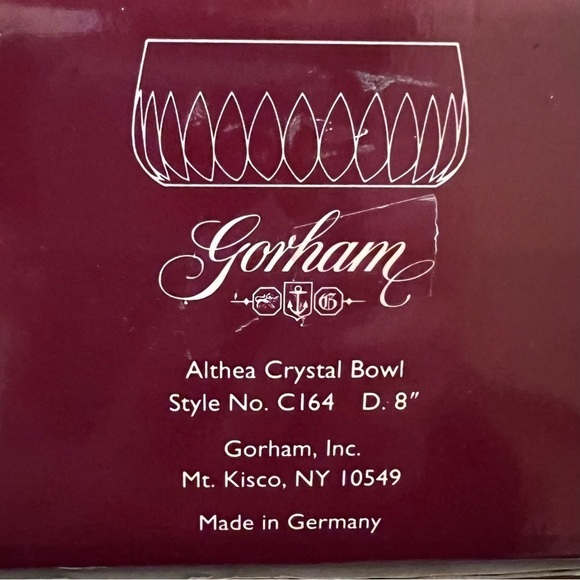 Gorham
G
Althea Crystal Bowl
Style No. C164 D. 8"
Gorham, Inc.
Mt. Kisco, NY 10549
Made in Germany